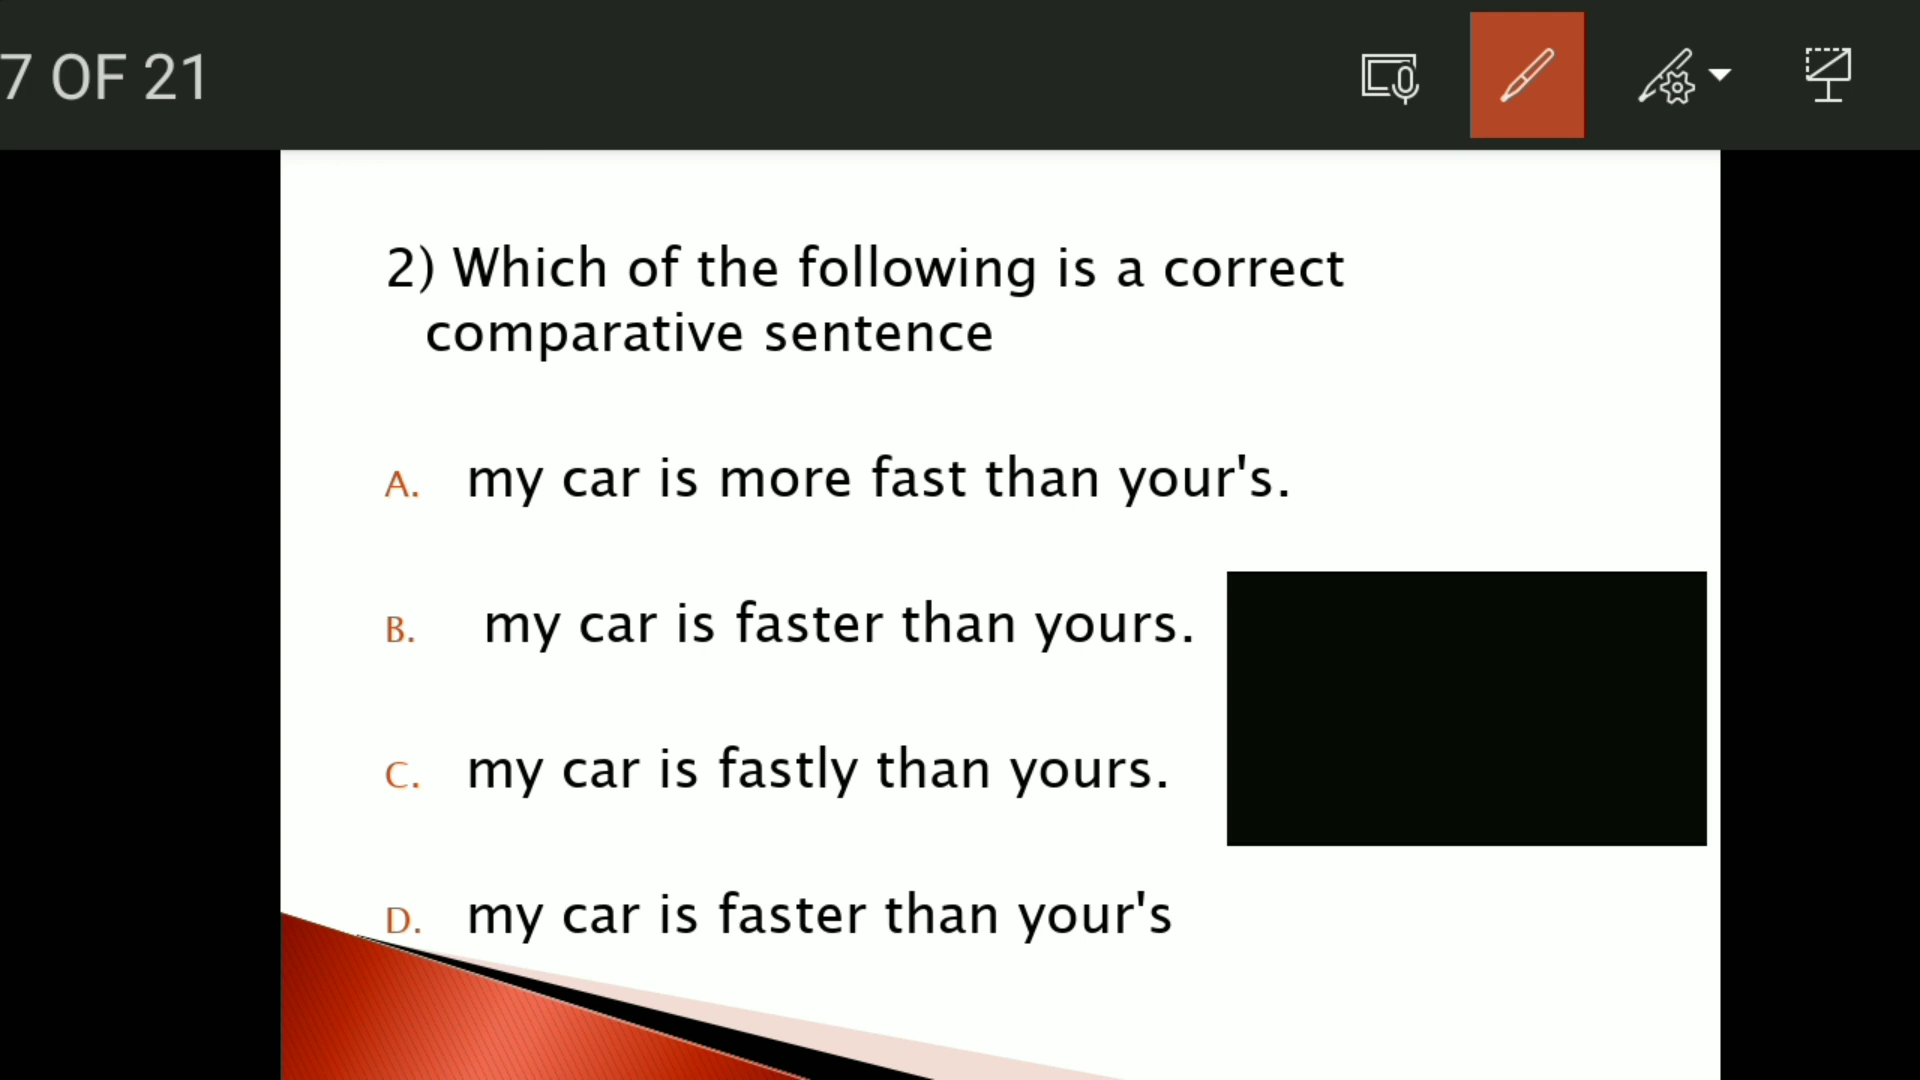 7 OF 21
2) Which of the following is a correct
comparative sentence
A. my car is more fast than your's.
B. my car is faster than yours.
C. my car is fastly than yours.
D. my car is faster than your's